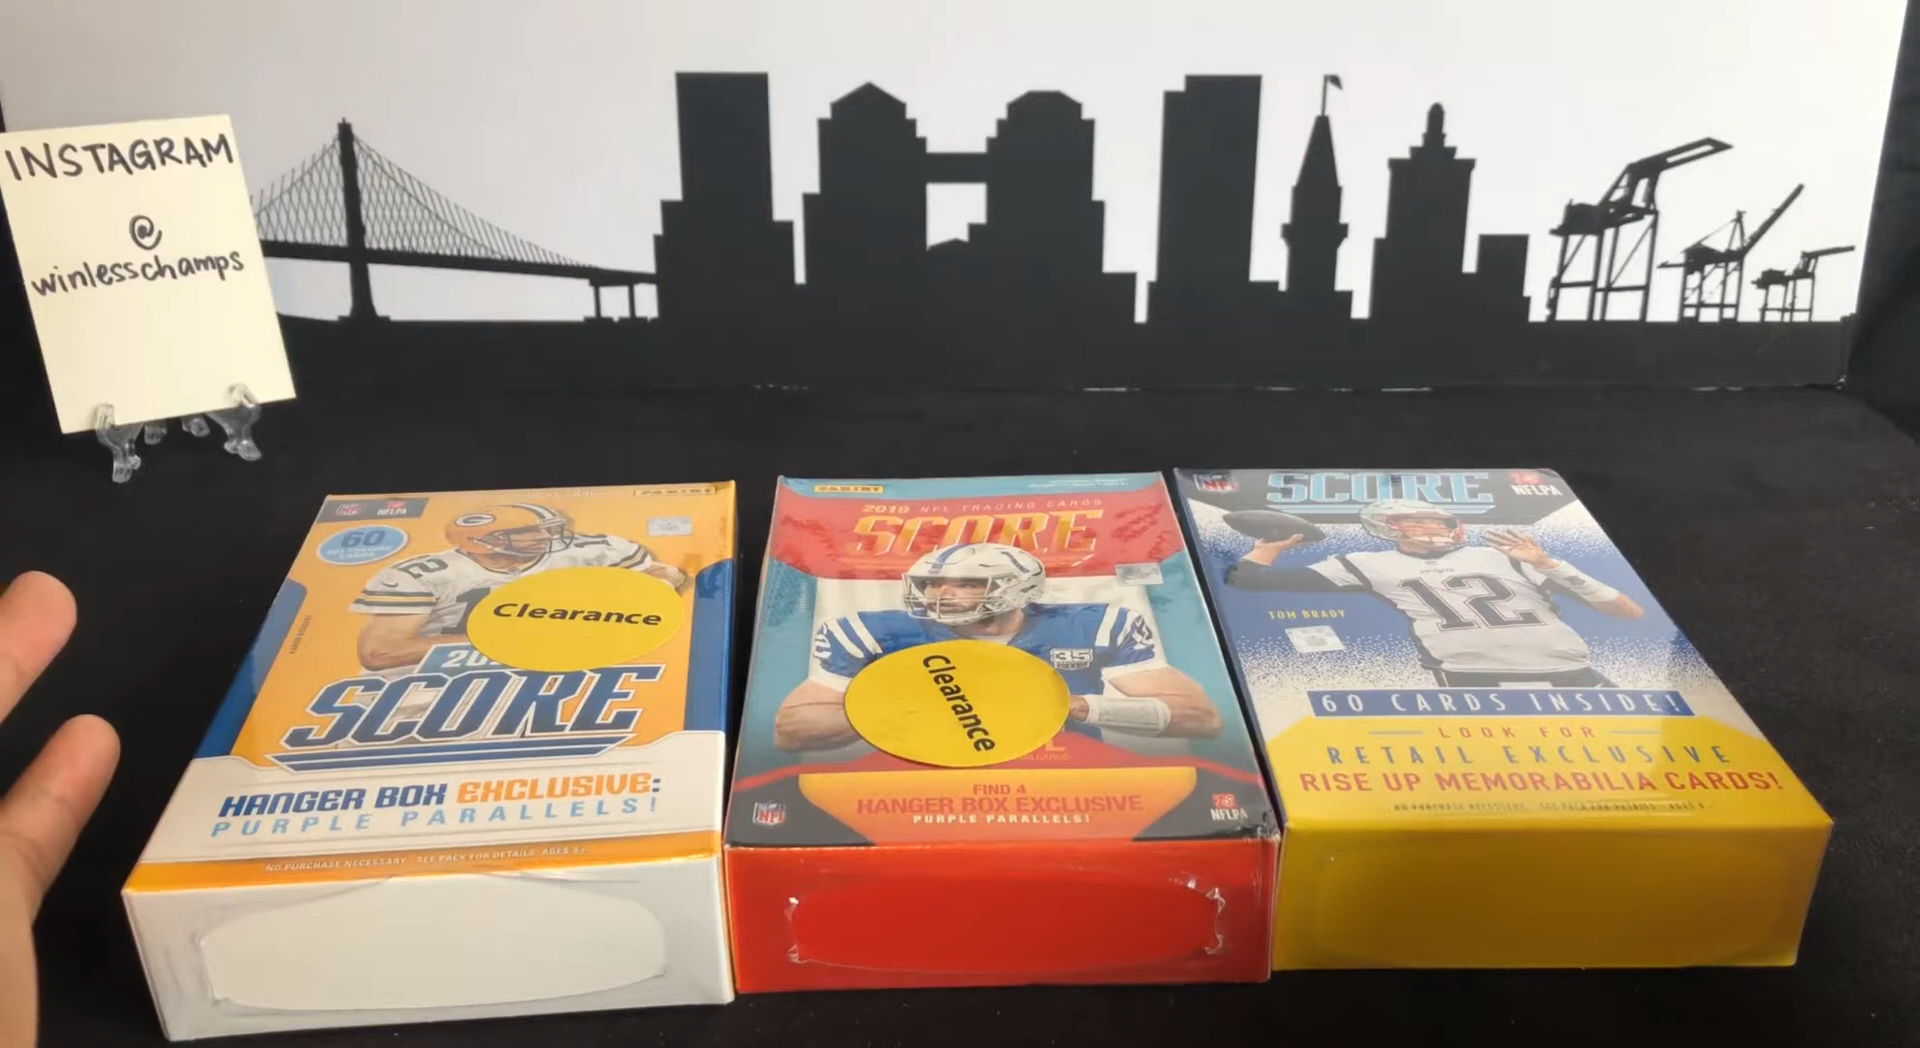 INSTAGRAM
@
winlesschamps
NFLPA
PANINI
60
Clearance
SCORE
HANGER BOX EXCLUSIVE:
PURPLE PARALLELS!
NO PURCHASE NECESSARY SEE PACK FOR DETAILS AGES 8+
PANINI
2019 NFL TRADING CARDS
SCORE
35
Clearance
FIND 4
HANGER BOX EXCLUSIVE
PURPLE PARALLELS!
NFL
NFLPA
SCORE
NFLPA
PATRIOTS
12
TOM BRADY
60 CARDS INSIDE!
LOOK FOR
RETAIL EXCLUSIVE
RISE UP MEMORABILIA CARDS!